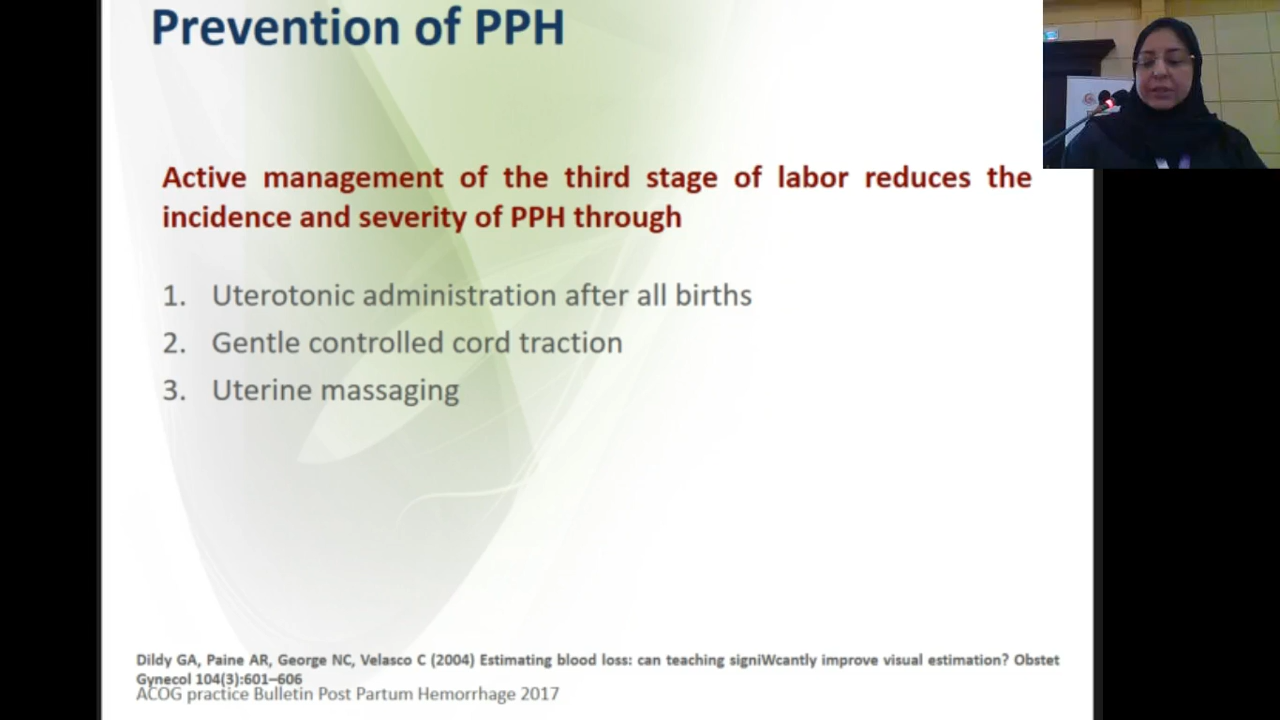 Prevention of PPH
Active management of the third stage of labor reduces the
incidence and severity of PPH through
1. Uterotonic administration after all births
2. Gentle controlled cord traction
3. Uterine massaging
Dildy GA, Paine AR, George NC, Velasco C (2004) Estimating blood loss: can teaching signiWcantly improve visual estimation? Obstet
Gynecol 104(3):601–606
ACOG practice Bulletin Post Partum Hemorrhage 2017